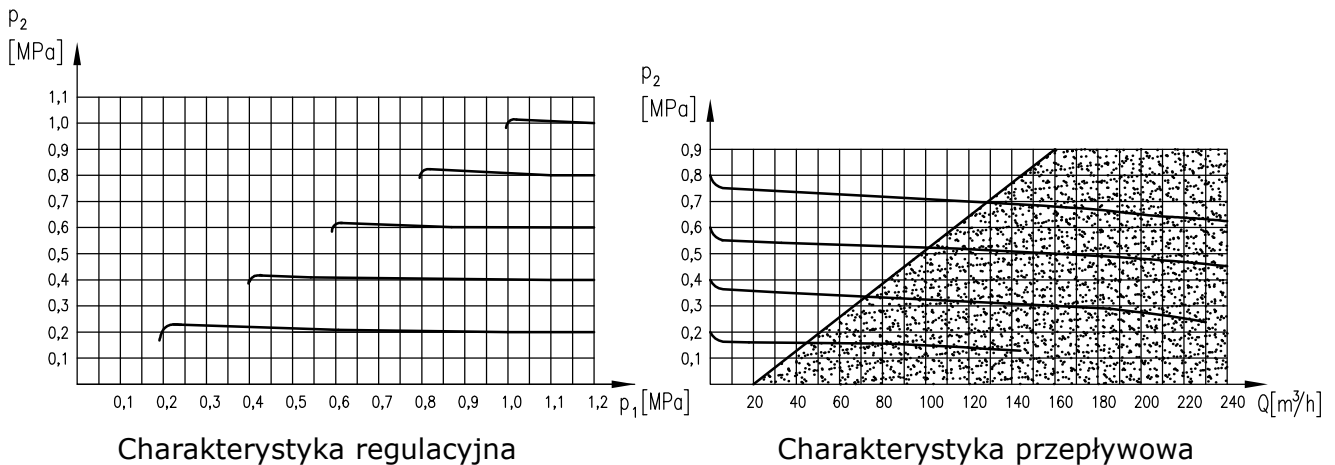 p2
[MPa]
1,1
1,0
0,9
0,8
0,7
0,6
0,5
0,4
0,3
0,2
0,1
0,1 0,2 0,3 0,4 0,5 0,6 0,7 0,8 0,9 1,0 1,1 1,2 p1[MPa]
Charakterystyka regulacyjna
p2
[MPa]
0,9
0,8
0,7
0,6
0,5
0,4
0,3
0,2
0,1
20 40 60 80 100 120 140 160 180 200 220 240 Q[m³/h]
Charakterystyka przepływowa